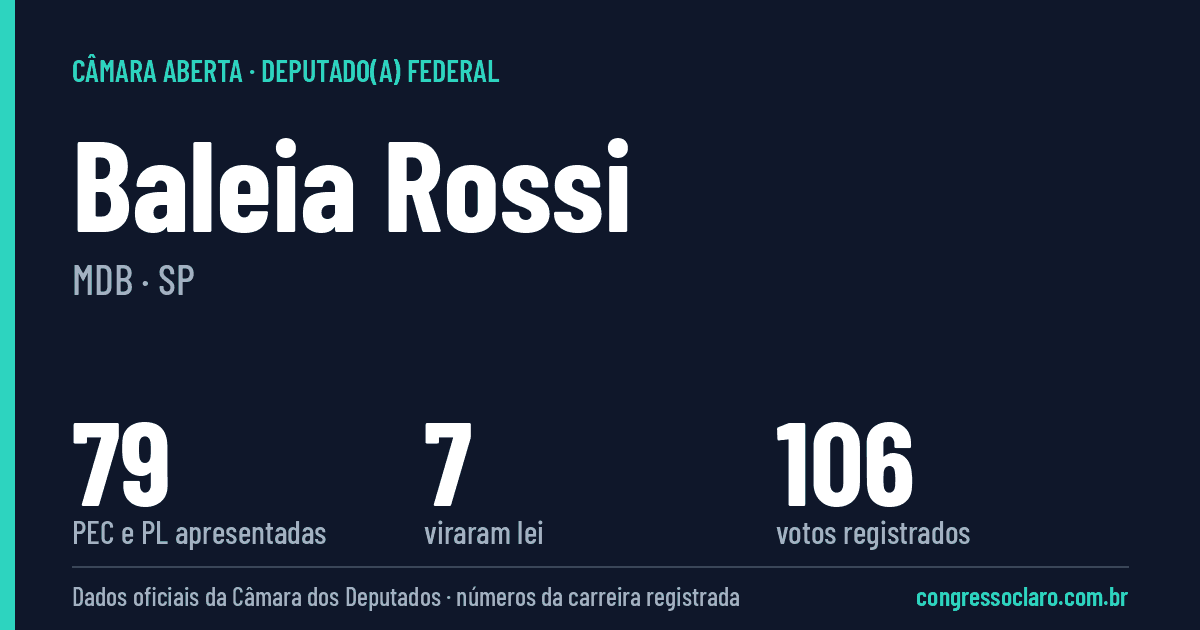 CÂMARA ABERTA · DEPUTADO(A) FEDERAL
Baleia Rossi
MDB · SP
79
PEC e PL apresentadas
7
viraram lei
106
votos registrados
Dados oficiais da Câmara dos Deputados · números da carreira registrada
congressoclaro.com.br